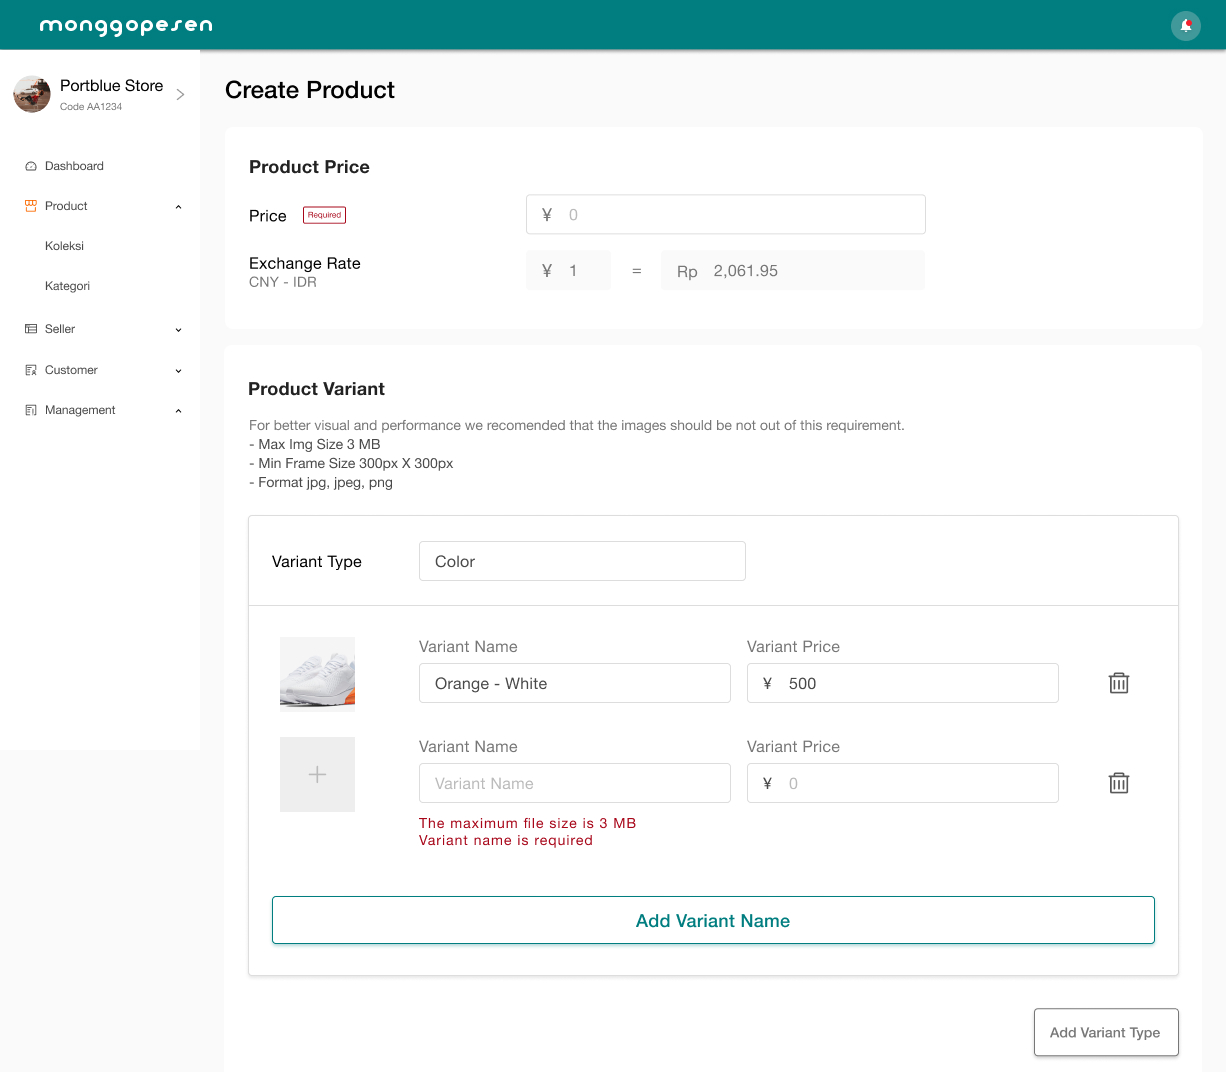 monggopesen
Portblue Store
Code AA1234
Dashboard
Product
Koleksi
Kategori
Seller
Customer
Management
Create Product
Product Price
Price Required ¥ 0
Exchange Rate
CNY - IDR
¥ 1 = Rp 2,061.95
Product Variant
For better visual and performance we recomended that the images should be not out of this requirement.
- Max Img Size 3 MB
- Min Frame Size 300px X 300px
- Format jpg, jpeg, png
Variant Type Color
Variant Name Variant Price
Orange - White ¥ 500
Variant Name Variant Price
Variant Name ¥ 0
The maximum file size is 3 MB
Variant name is required
Add Variant Name
Add Variant Type